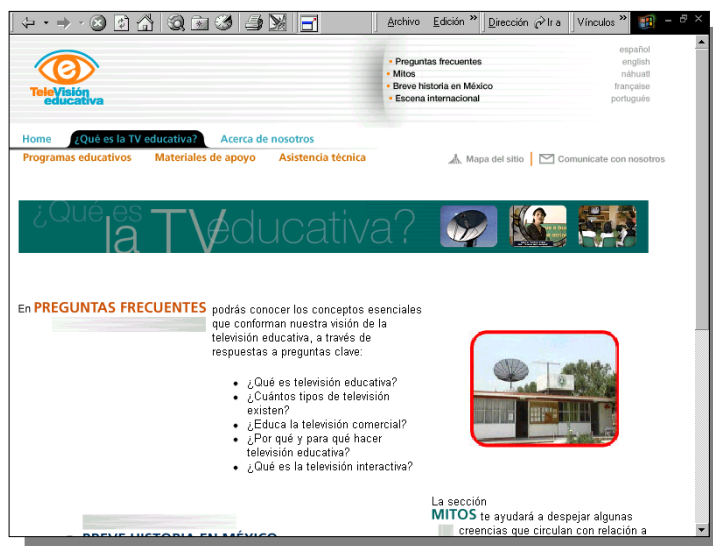 Archivo Edición » Dirección Ir a Vínculos »
TeleVisión
educativa
Preguntas frecuentes
Mitos
Breve historia en México
Escena internacional
español
english
náhuatl
française
portugués
Home ¿Qué es la TV educativa? Acerca de nosotros
Programas educativos Materiales de apoyo Asistencia técnica
Mapa del sitio Comunícate con nosotros
¿Qué es la TV educativa?
En PREGUNTAS FRECUENTES podrás conocer los conceptos esenciales
que conforman nuestra visión de la
televisión educativa, a través de
respuestas a preguntas clave:
¿Qué es televisión educativa?
¿Cuántos tipos de televisión
existen?
¿Educa la televisión comercial?
¿Por qué y para qué hacer
televisión educativa?
¿Qué es la televisión interactiva?
La sección
MITOS te ayudará a despejar algunas
creencias que circulan con relación a
BREVE HISTORIA EN MÉXICO